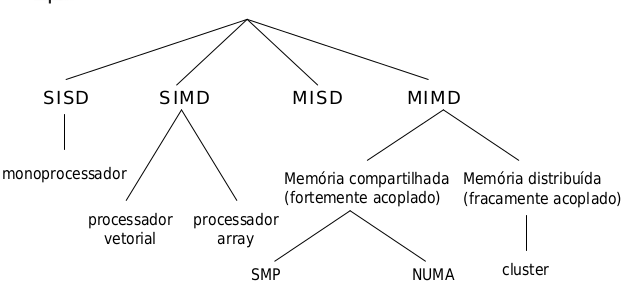 SISD SIMD MISD MIMD
monoprocessador
Memória compartilhada
(fortemente acoplado)
Memória distribuída
(fracamente acoplado)
processador
vetorial
processador
array
SMP
NUMA
cluster